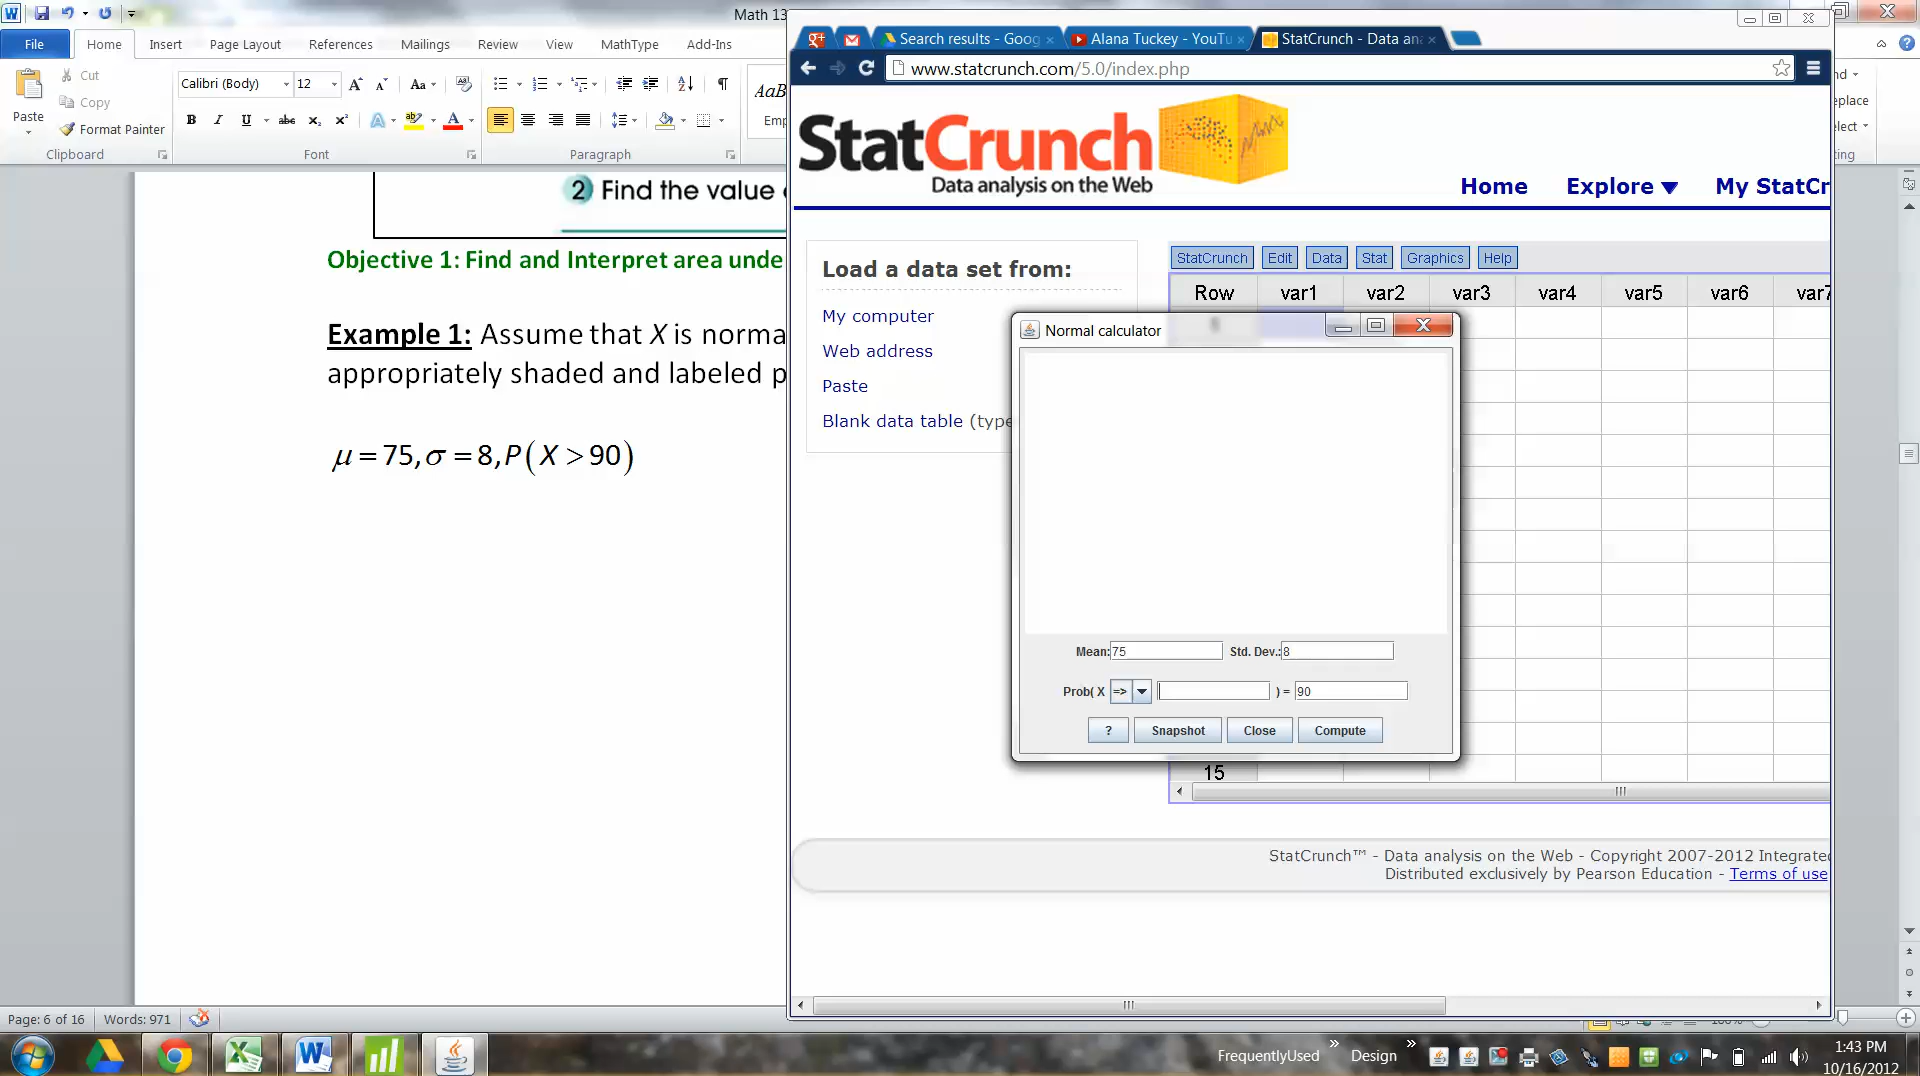 Math 13
File Home Insert Page Layout References Mailings Review View MathType Add-Ins
Paste
Cut
Copy
Format Painter
Clipboard
Calibri (Body) 12
Font
Paragraph
AaB
Emp
2 Find the value
Objective 1: Find and Interpret area unde
Example 1: Assume that X is norma
appropriately shaded and labeled p
μ = 75, σ = 8, P(X > 90)
Search results - Goog
Alana Tuckey - YouTu
StatCrunch - Data an
www.statcrunch.com/5.0/index.php
StatCrunch
Data analysis on the Web
Home Explore ▼ My StatCr
Load a data set from:
My computer
Web address
Paste
Blank data table (type
StatCrunch Edit Data Stat Graphics Help
Row var1 var2 var3 var4 var5 var6 var7
Normal calculator
Mean: 75 Std. Dev.: 8
Prob( X => ) = 90
? Snapshot Close Compute
15
StatCrunch™ - Data analysis on the Web - Copyright 2007-2012 Integrate
Distributed exclusively by Pearson Education - Terms of use
Page: 6 of 16 Words: 971
FrequentlyUsed » Design »
1:43 PM
10/16/2012